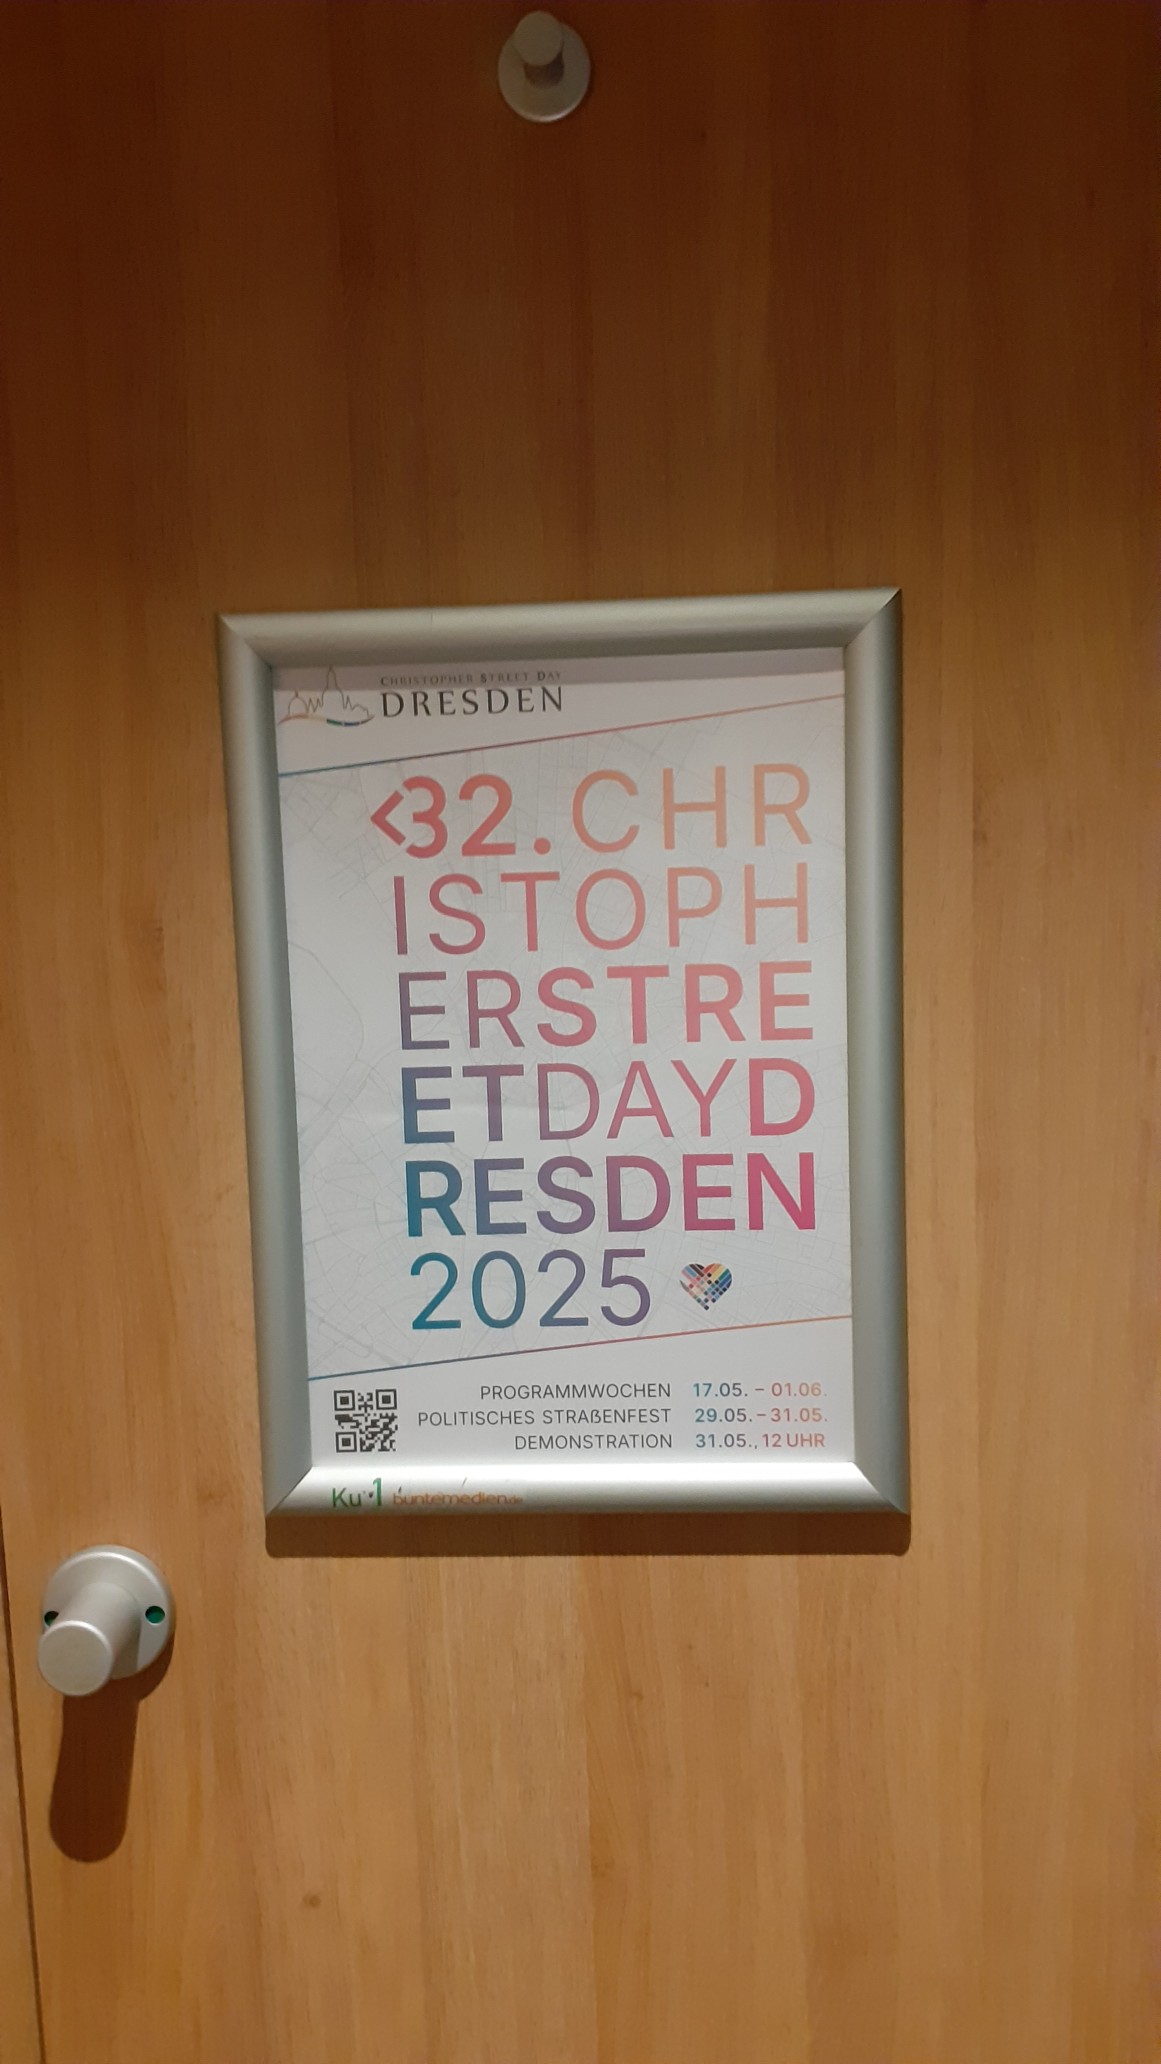 CHRISTOPHER STREET DAY
DRESDEN
<32. CHR
ISTOPH
ERSTRE
ETDAYD
RESDEN
2025
PROGRAMMWOCHEN 17.05. – 01.06.
POLITISCHES STRAßENFEST 29.05. – 31.05.
DEMONSTRATION 31.05., 12 UHR
buntemedien.de